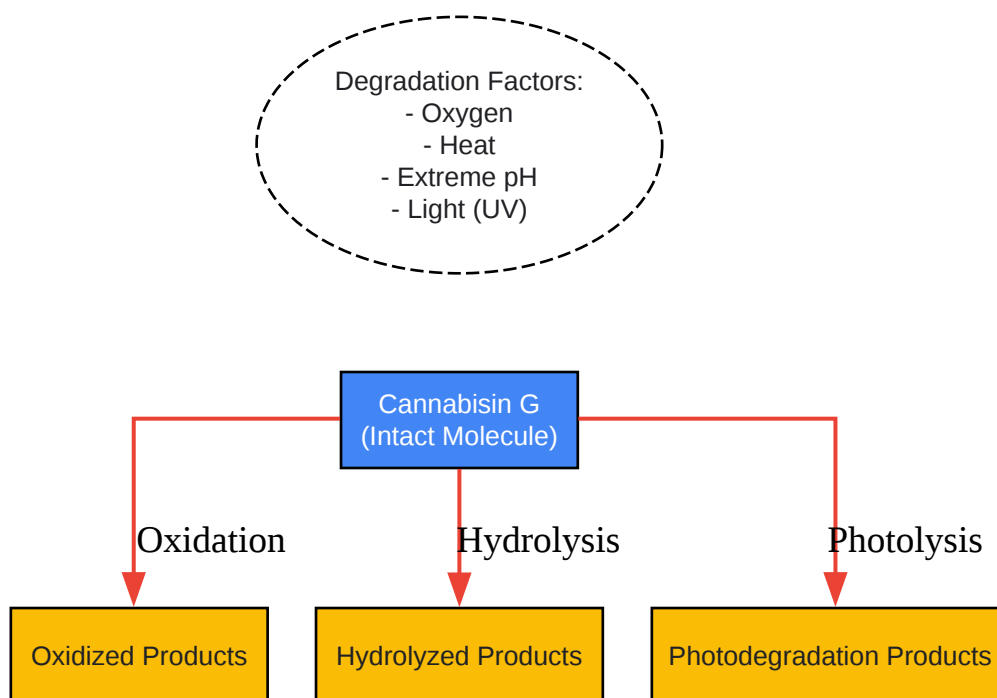 Degradation Factors:
- Oxygen
- Heat
- Extreme pH
- Light (UV)
Cannabisin G
(Intact Molecule)
Oxidation
Hydrolysis
Photolysis
Oxidized Products
Hydrolyzed Products
Photodegradation Products